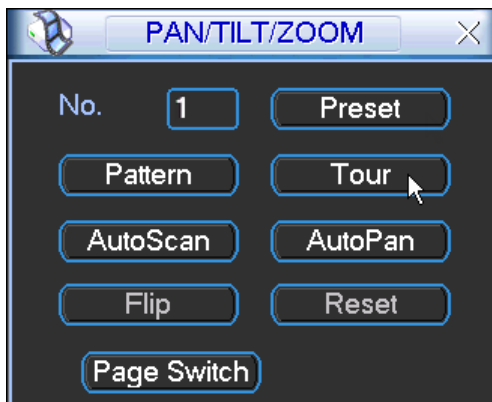 PAN/TILT/ZOOM
No. 1 Preset
Pattern Tour
AutoScan AutoPan
Flip Reset
Page Switch